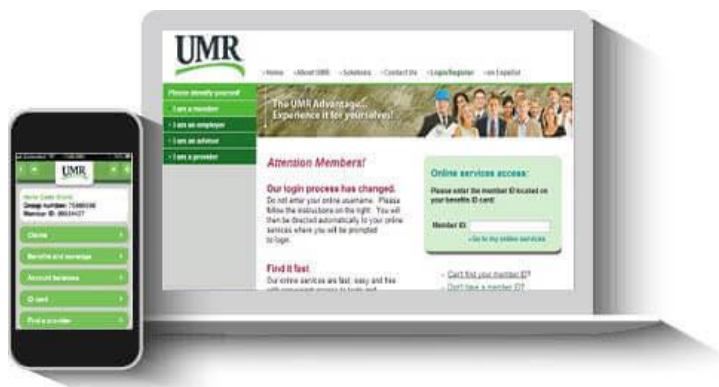 UMR
Home About UMR Solutions Contact Us Login/Register en Español
Please identify yourself
I am a member
I am an employer
I am an advisor
I am a provider
The UMR Advantage...
Experience it for yourselves!
Attention Members!
Our login process has changed.
Do not enter your online username. Please
follow the instructions on the right. You will
then be directed automatically to your online
services where you will be prompted
to login.
Find it fast
Our online services are fast, easy and free
Online services access:
Please enter the member ID located on
your benefits ID card:
Member ID:
Go to my online services
Can't find your member ID?
Don't have a member ID?
UMR
Group number:
Member ID:
Claims
Benefits and coverage
Account balances
ID card
Find a provider